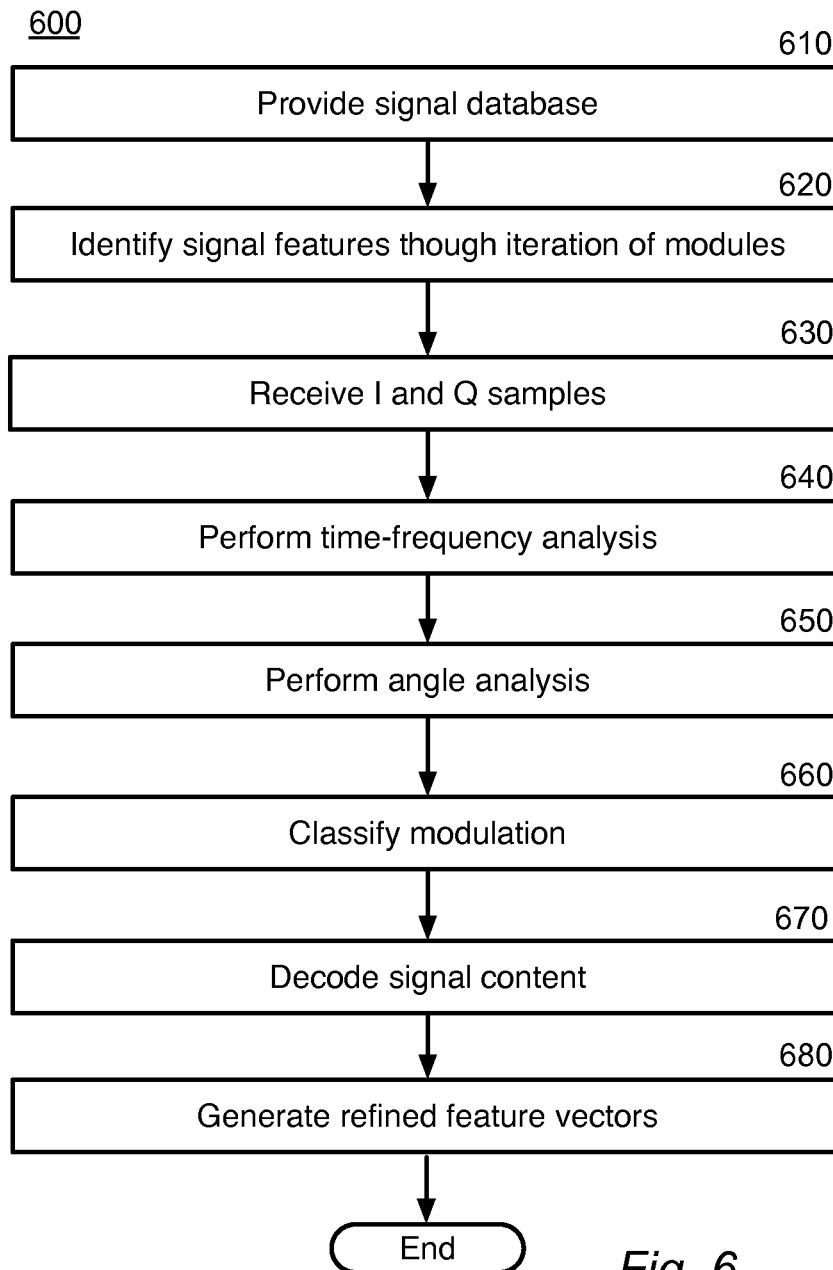 600
610
Provide signal database
620
Identify signal features though iteration of modules
630
Receive I and Q samples
640
Perform time-frequency analysis
650
Perform angle analysis
660
Classify modulation
670
Decode signal content
680
Generate refined feature vectors
End
Fig. 6